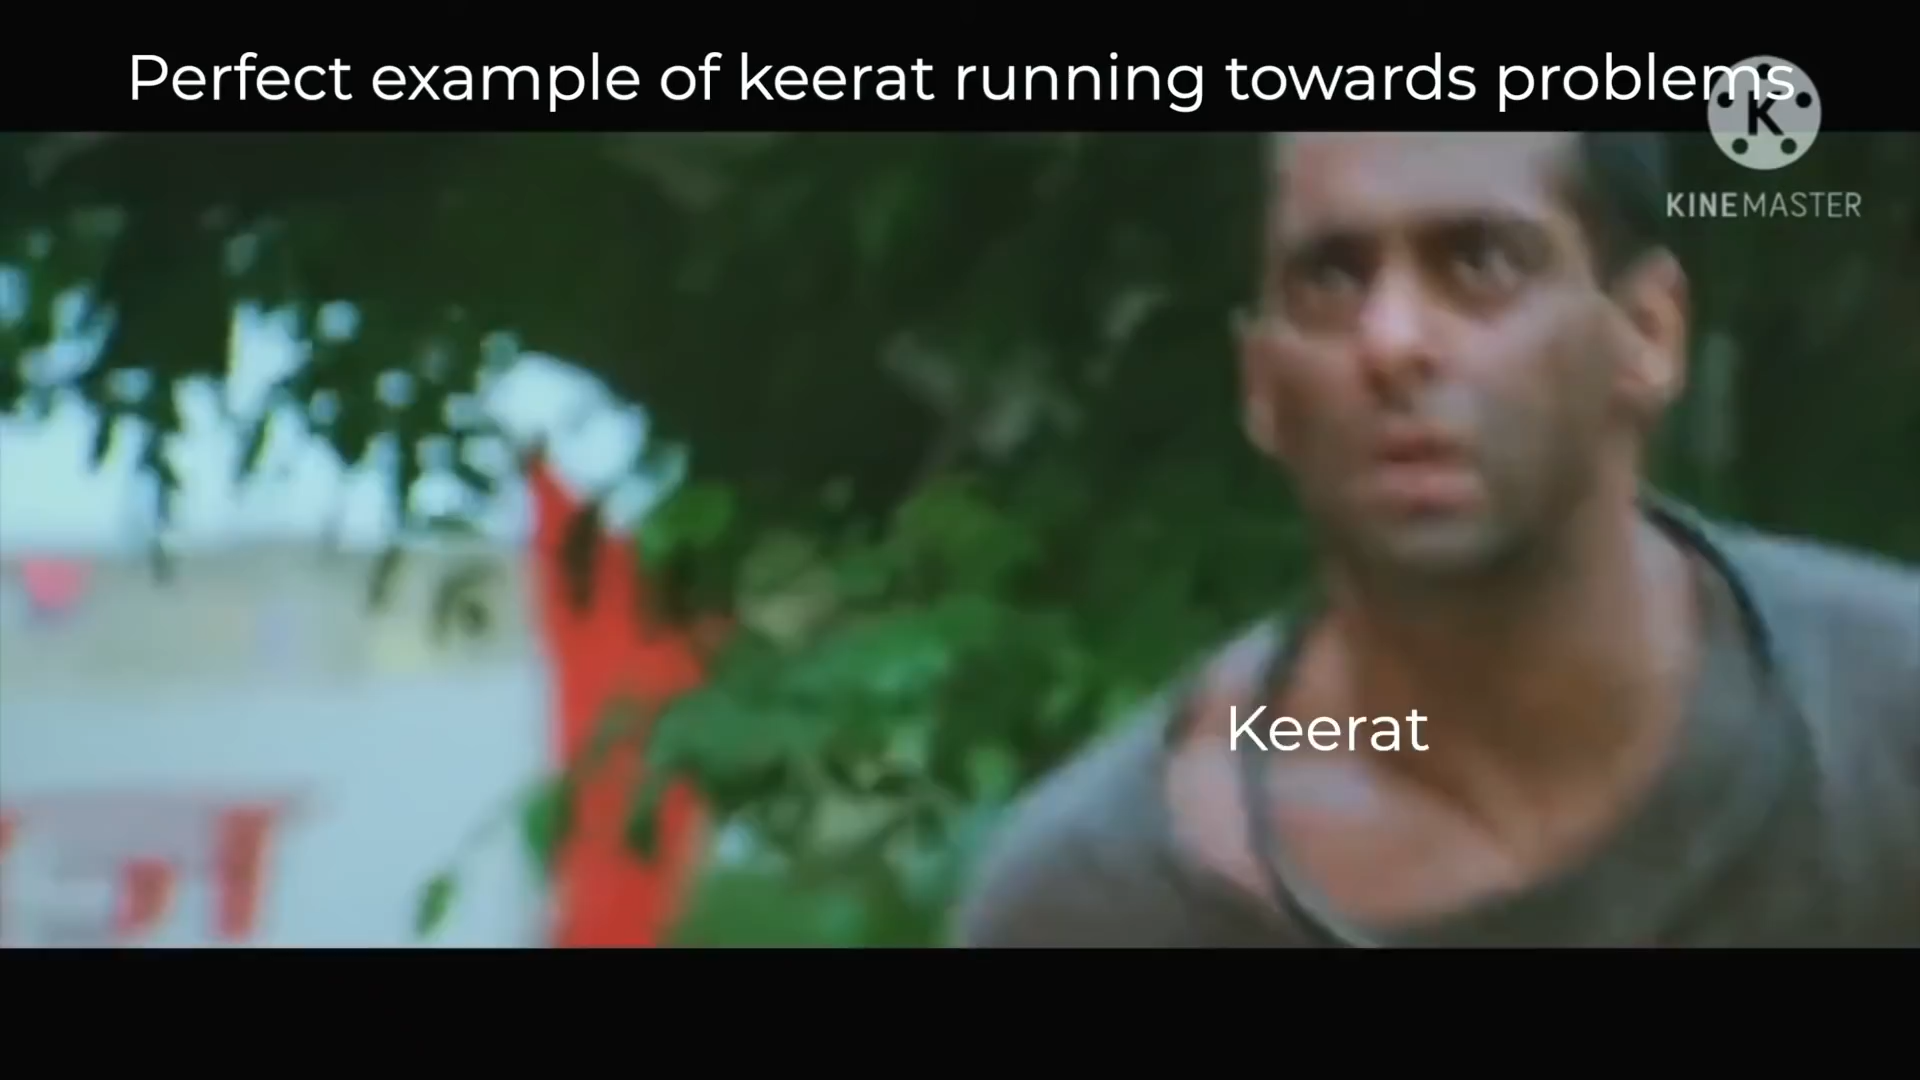 Perfect example of keerat running towards problems
K
KINEMASTER
Keerat